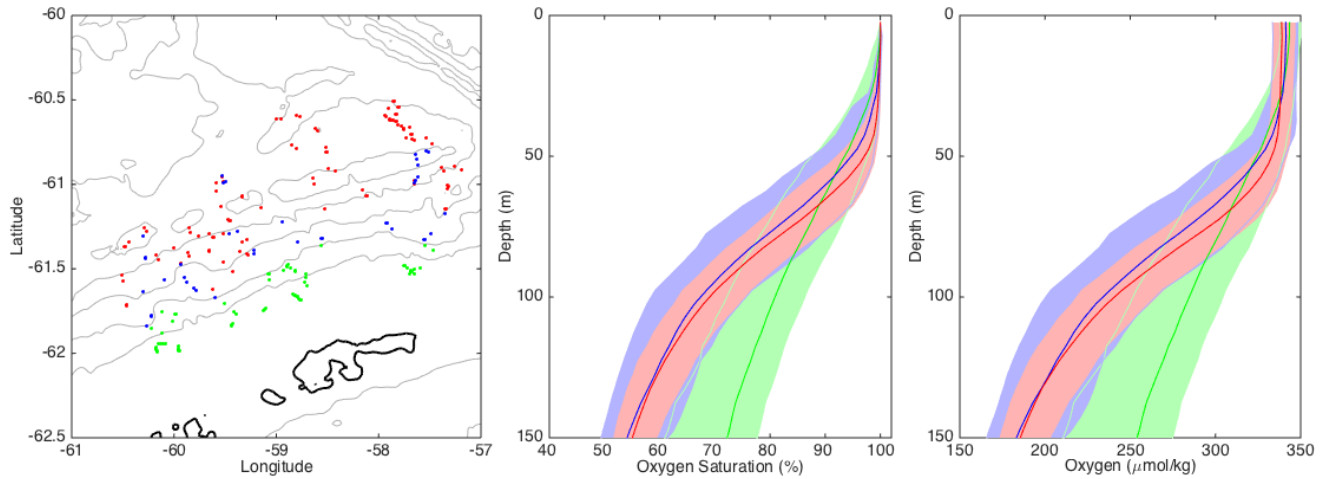 -60
-60.5
-61
-61.5
-62
-62.5
-61 -60 -59 -58 -57
Latitude
Longitude
0
50
100
150
40 50 60 70 80 90 100
Depth (m)
Oxygen Saturation (%)
0
50
100
150
150 200 250 300 350
Depth (m)
Oxygen (μmol/kg)